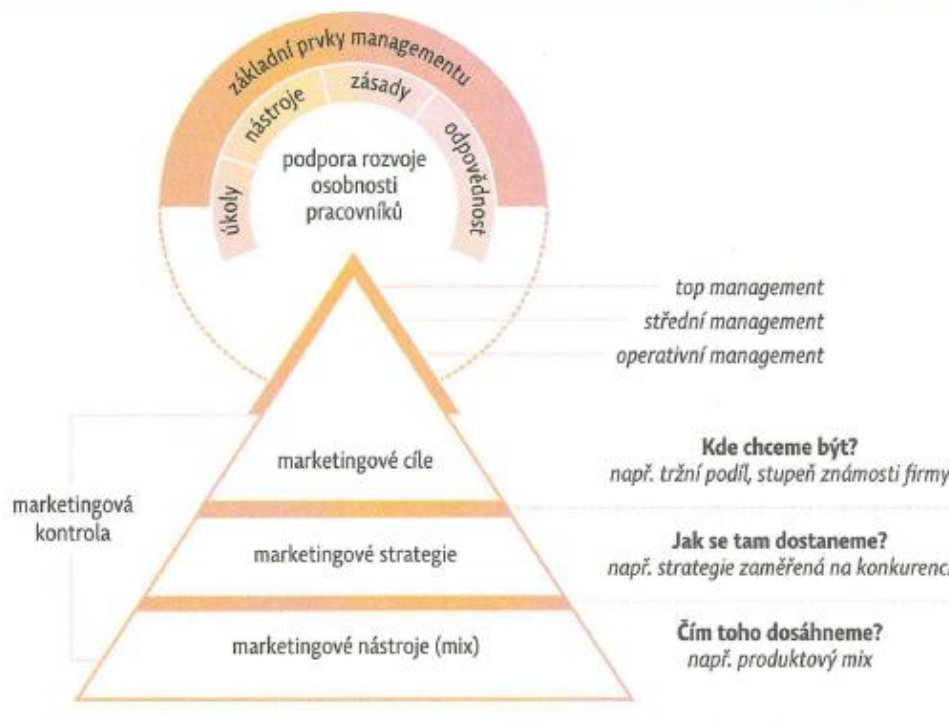 základní prvky managementu
úkoly
nástroje
zásady
odpovědnost
podpora rozvoje
osobnosti
pracovníků
top management
střední management
operativní management
marketingová
kontrola
marketingové cíle
Kde chceme být?
např. tržní podíl, stupeň známosti firmy
marketingové strategie
Jak se tam dostaneme?
např. strategie zaměřená na konkurenci
marketingové nástroje (mix)
Čím toho dosáhneme?
např. produktový mix